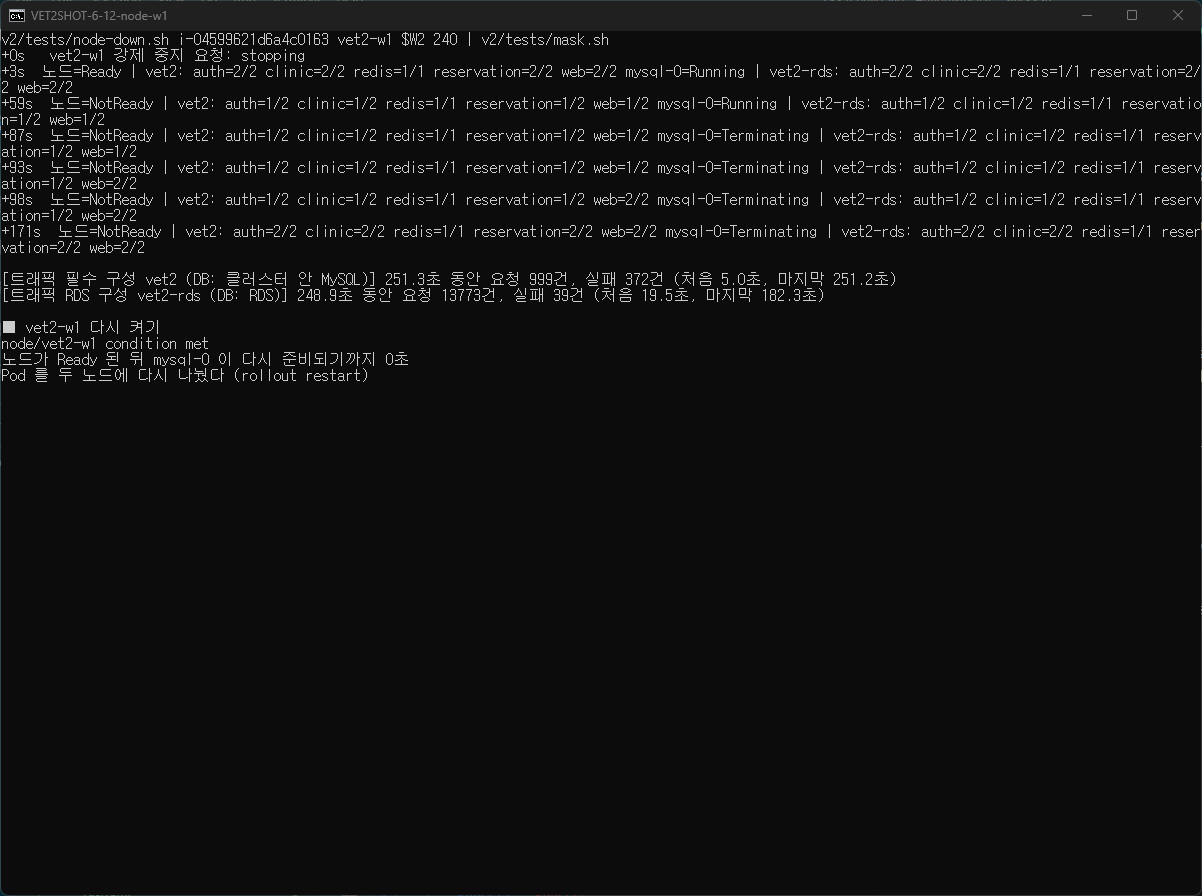 VET2SHOT-6-12-node-w1
v2/tests/node-down.sh i-04599621d6a4c0163 vet2-w1 $W2 240 | v2/tests/mask.sh
+0s   vet2-w1 강제 중지 요청: stopping
+3s  노드=Ready | vet2: auth=2/2 clinic=2/2 redis=1/1 reservation=2/2 web=2/2 mysql-0=Running | vet2-rds: auth=2/2 clinic=2/2 redis=1/1 reservation=2/
2 web=2/2
+59s  노드=NotReady | vet2: auth=1/2 clinic=1/2 redis=1/1 reservation=1/2 web=1/2 mysql-0=Running | vet2-rds: auth=1/2 clinic=1/2 redis=1/1 reservatio
n=1/2 web=1/2
+87s  노드=NotReady | vet2: auth=1/2 clinic=1/2 redis=1/1 reservation=1/2 web=1/2 mysql-0=Terminating | vet2-rds: auth=1/2 clinic=1/2 redis=1/1 reserv
ation=1/2 web=1/2
+93s  노드=NotReady | vet2: auth=1/2 clinic=1/2 redis=1/1 reservation=1/2 web=1/2 mysql-0=Terminating | vet2-rds: auth=1/2 clinic=1/2 redis=1/1 reserv
ation=1/2 web=2/2
+98s  노드=NotReady | vet2: auth=1/2 clinic=1/2 redis=1/1 reservation=1/2 web=2/2 mysql-0=Terminating | vet2-rds: auth=1/2 clinic=1/2 redis=1/1 reserv
ation=1/2 web=2/2
+171s  노드=NotReady | vet2: auth=2/2 clinic=2/2 redis=1/1 reservation=2/2 web=2/2 mysql-0=Terminating | vet2-rds: auth=2/2 clinic=2/2 redis=1/1 reser
vation=2/2 web=2/2
[트래픽 필수 구성 vet2 (DB: 클러스터 안 MySQL)] 251.3초 동안 요청 999건, 실패 372건 (처음 5.0초, 마지막 251.2초)
[트래픽 RDS 구성 vet2-rds (DB: RDS)] 248.9초 동안 요청 13773건, 실패 39건 (처음 19.5초, 마지막 182.3초)
■ vet2-w1 다시 켜기
node/vet2-w1 condition met
노드가 Ready 된 뒤 mysql-0 이 다시 준비되기까지 0초
Pod 를 두 노드에 다시 나눴다 (rollout restart)